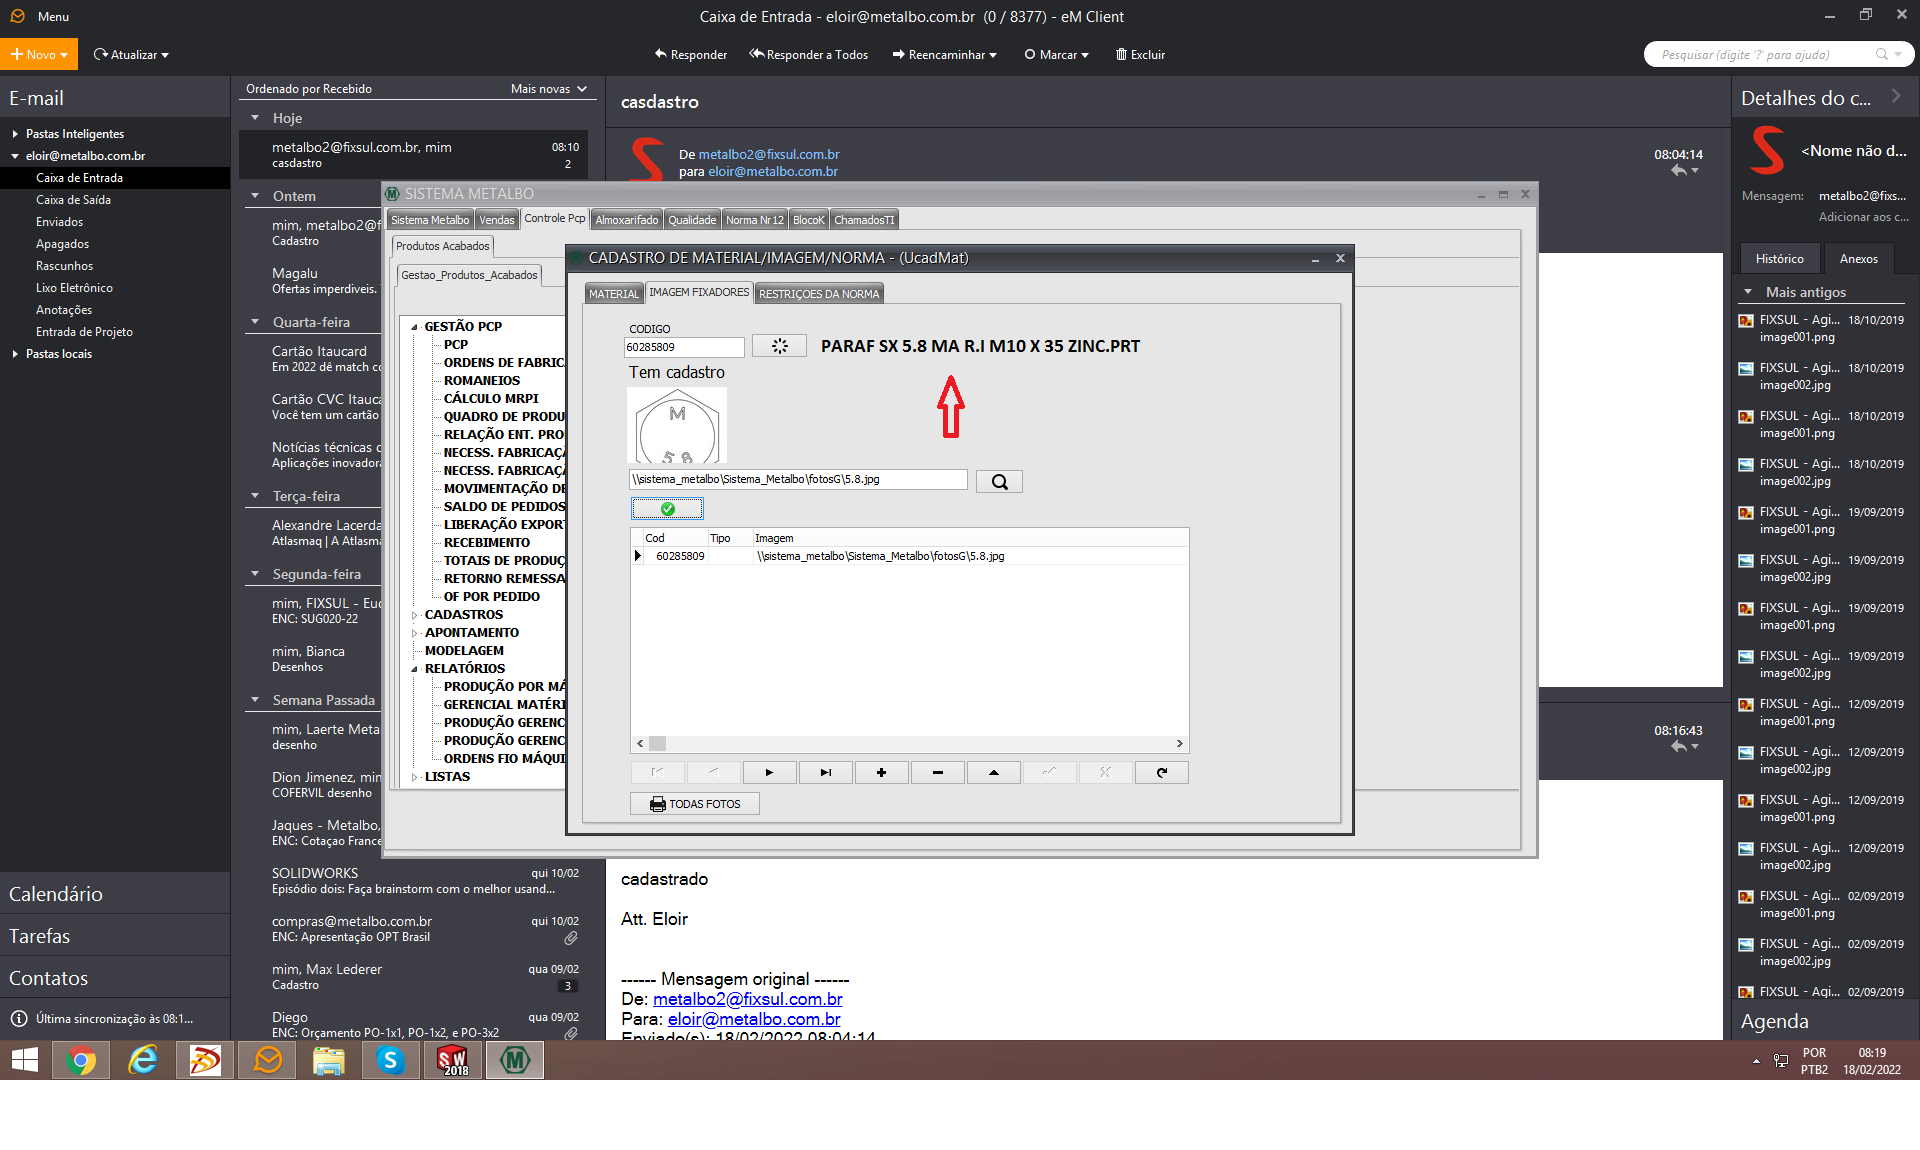 Menu
Caixa de Entrada - eloir@metalbo.com.br (0 / 8377) - eM Client
Novo
Atualizar
Responder
Responder a Todos
Reencaminhar
Marcar
Excluir
Pesquisar (digite '?' para ajuda)
E-mail
Pastas Inteligentes
eloir@metalbo.com.br
Caixa de Entrada
Caixa de Saída
Enviados
Apagados
Rascunhos
Lixo Eletrônico
Anotações
Entrada de Projeto
Pastas locais
Calendário
Tarefas
Contatos
Última sincronização às 08:1...
Ordenado por Recebido
Mais novas
Hoje
metalbo2@fixsul.com.br, mim 08:10
casdastro 2
Ontem
mim, metalbo2@f
Cadastro
Magalu
Ofertas imperdiveis.
Quarta-feira
Cartão Itaucard
Em 2022 dê match co
Cartão CVC Itauca
Você tem um cartão
Notícias técnicas d
Aplicações inovadora
Terça-feira
Alexandre Lacerda
Atlasmaq | A Atlasma
Segunda-feira
mim, FIXSUL - Eud
ENC: SUG020-22
mim, Bianca
Desenhos
Semana Passada
mim, Laerte Meta
desenho
Dion Jimenez, mim
COFERVIL desenho
Jaques - Metalbo,
ENC: Cotaçao France
SOLIDWORKS qui 10/02
Episódio dois: Faça brainstorm com o melhor usand...
compras@metalbo.com.br qui 10/02
ENC: Apresentação OPT Brasil
mim, Max Lederer qua 09/02
Cadastro 3
Diego qua 09/02
ENC: Orçamento PO-1x1, PO-1x2, e PO-3x2
casdastro
De metalbo2@fixsul.com.br 08:04:14
para eloir@metalbo.com.br
SISTEMA METALBO
Sistema Metalbo
Vendas
Controle Pcp
Almoxarifado
Qualidade
Norma Nr12
BlocoK
ChamadosTI
Produtos Acabados
Gestao_Produtos_Acabados
GESTÃO PCP
PCP
ORDENS DE FABRIC
ROMANEIOS
CÁLCULO MRPI
QUADRO DE PRODU
RELAÇÃO ENT. PRO
NECESS. FABRICAÇ
NECESS. FABRICAÇ
MOVIMENTAÇÃO DE
SALDO DE PEDIDOS
LIBERAÇÃO EXPOR
RECEBIMENTO
TOTAIS DE PRODUÇ
RETORNO REMESSA
OF POR PEDIDO
CADASTROS
APONTAMENTO
MODELAGEM
RELATÓRIOS
PRODUÇÃO POR MÁ
GERENCIAL MATÉRI
PRODUÇÃO GERENC
PRODUÇÃO GERENC
ORDENS FIO MÁQUI
LISTAS
CADASTRO DE MATERIAL/IMAGEM/NORMA - (UcadMat)
MATERIAL
IMAGEM FIXADORES
RESTRIÇOES DA NORMA
CODIGO
60285809
PARAF SX 5.8 MA R.I M10 X 35 ZINC.PRT
Tem cadastro
M
5 8
\\sistema_metalbo\Sistema_Metalbo\fotosG\5.8.jpg
Cod Tipo Imagem
60285809 \\sistema_metalbo\Sistema_Metalbo\fotosG\5.8.jpg
TODAS FOTOS
08:16:43
cadastrado
Att. Eloir
------ Mensagem original ------
De: metalbo2@fixsul.com.br
Para: eloir@metalbo.com.br
Enviado(s): 18/02/2022 08:04:14
Detalhes do c...
<Nome não d...
Mensagem: metalbo2@fixs...
Adicionar aos c...
Histórico
Anexos
Mais antigos
FIXSUL - Agi... 18/10/2019
FIXSUL - Agi... 18/10/2019
image002.jpg
FIXSUL - Agi... 18/10/2019
image001.png
FIXSUL - Agi... 18/10/2019
image002.jpg
FIXSUL - Agi... 19/09/2019
image001.png
FIXSUL - Agi... 19/09/2019
image002.jpg
FIXSUL - Agi... 19/09/2019
image001.png
FIXSUL - Agi... 19/09/2019
image002.jpg
FIXSUL - Agi... 12/09/2019
image001.png
FIXSUL - Agi... 12/09/2019
image002.jpg
FIXSUL - Agi... 12/09/2019
image001.png
FIXSUL - Agi... 12/09/2019
image002.jpg
FIXSUL - Agi... 02/09/2019
image001.png
FIXSUL - Agi... 02/09/2019
image002.jpg
FIXSUL - Agi... 02/09/2019
Agenda
SW
2018
POR
PTB2
08:19
18/02/2022